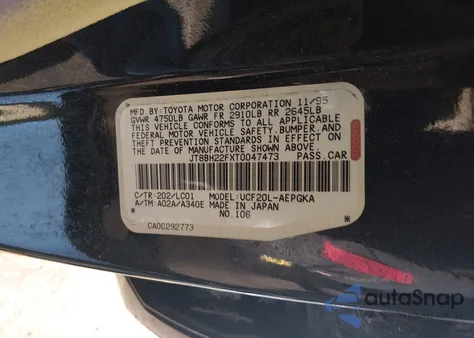 MFD BY TOYOTA MOTOR CORPORATION 11/95
GVWR 4750LB GAWR FR 2910LB RR 2645LB
THIS VEHICLE CONFORMS TO ALL APPLICABLE
FEDERAL MOTOR VEHICLE SAFETY, BUMPER, AND
THEFT PREVENTION STANDARDS IN EFFECT ON
THE DATE OF MANUFACTURE SHOWN ABOVE.
JT8BH22FXT0047473 PASS.CAR
C/TR: 202/LC01 MODEL: UCF20L-AEPGKA
A/TM: A02A/A340E MADE IN JAPAN
NO.106
CA00292773
autoSnap